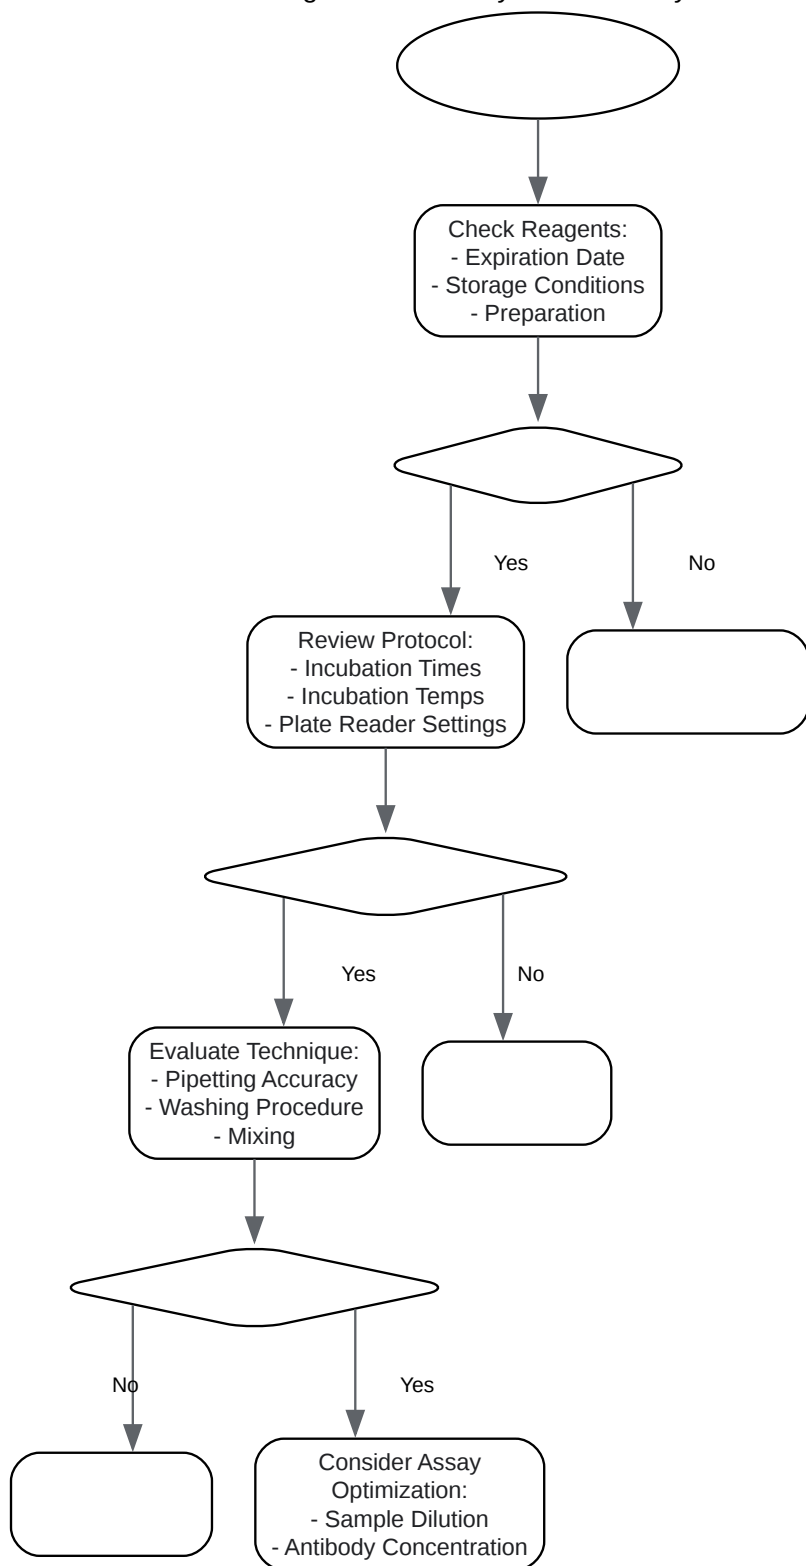 Check Reagents:
- Expiration Date
- Storage Conditions
- Preparation
Yes
No
Review Protocol:
- Incubation Times
- Incubation Temps
- Plate Reader Settings
Yes
No
Evaluate Technique:
- Pipetting Accuracy
- Washing Procedure
- Mixing
No
Yes
Consider Assay
Optimization:
- Sample Dilution
- Antibody Concentration